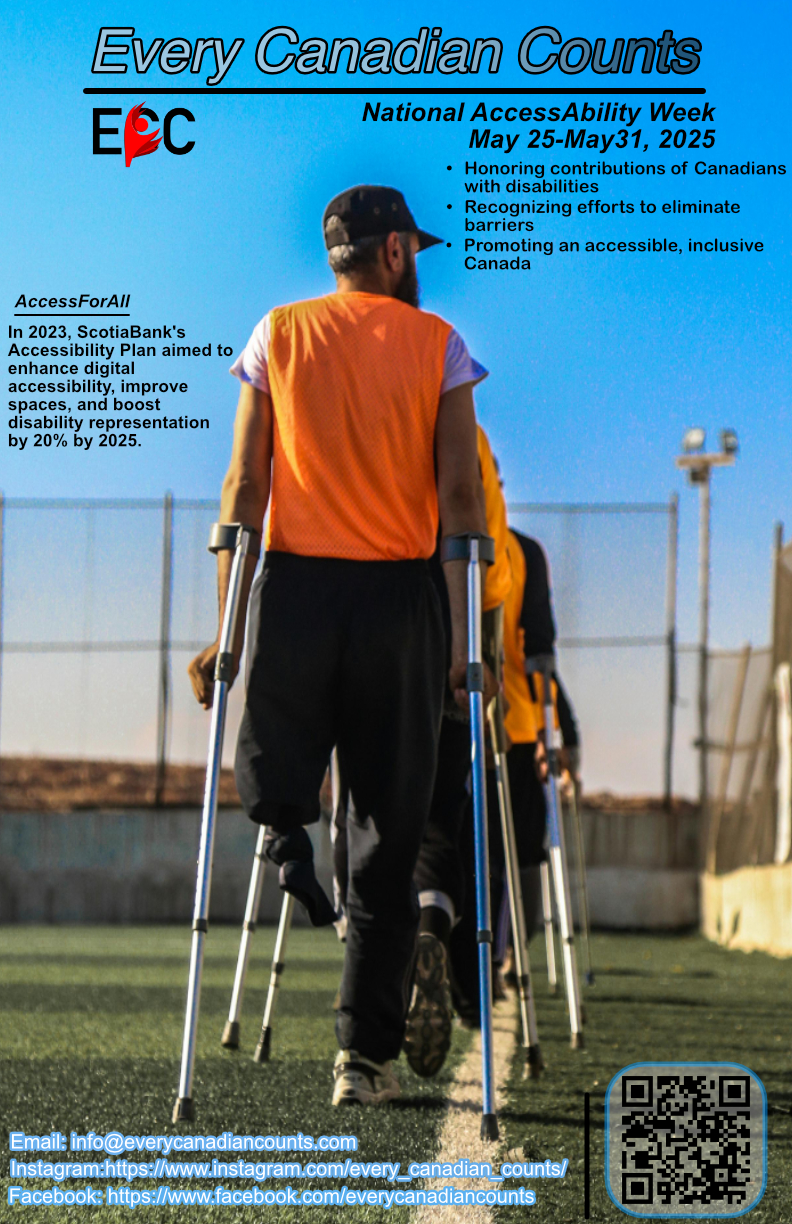 Every Canadian Counts
ECC
National AccessAbility Week
May 25-May31, 2025
• Honoring contributions of Canadians
with disabilities
• Recognizing efforts to eliminate
barriers
• Promoting an accessible, inclusive
Canada
AccessForAll
In 2023, ScotiaBank's
Accessibility Plan aimed to
enhance digital
accessibility, improve
spaces, and boost
disability representation
by 20% by 2025.
Email: info@everycanadiancounts.com
Instagram:https://www.instagram.com/every_canadian_counts/
Facebook: https://www.facebook.com/everycanadiancounts